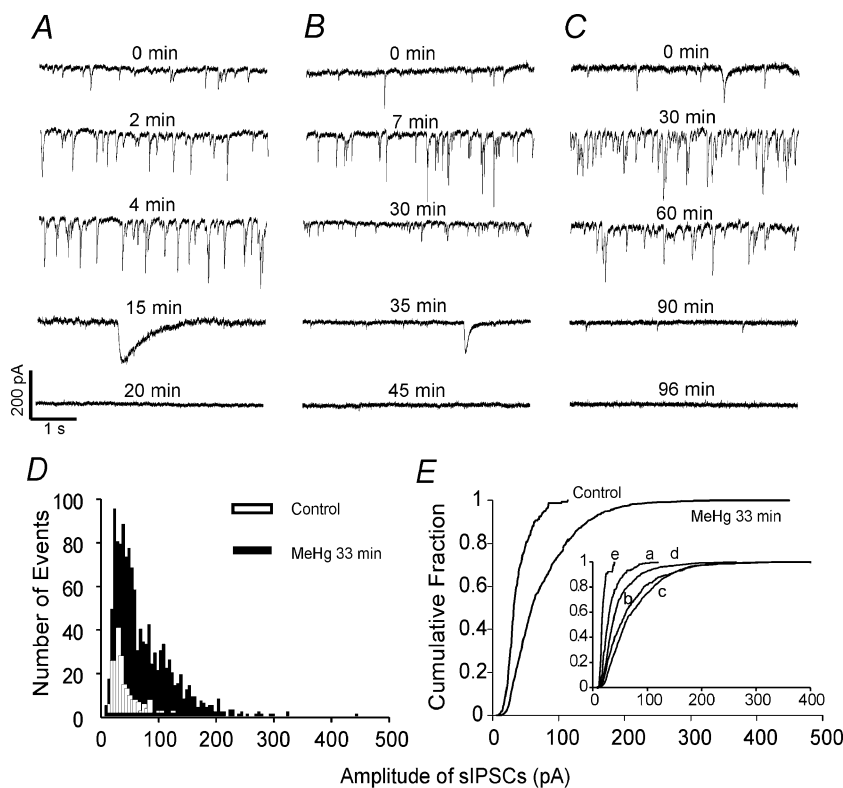 A B C
0 min 0 min 0 min
2 min 7 min 30 min
4 min 30 min 60 min
15 min 35 min 90 min
20 min 45 min 96 min
200 pA
1 s
D
Number of Events
100
80
60
40
20
0
0 100 200 300 400 500
Control
MeHg 33 min
E
Cumulative Fraction
1
0.8
0.6
0.4
0.2
0
0 100 200 300 400 500
Control
MeHg 33 min
1
0.8
0.6
0.4
0.2
0
0 100 200 300 400
e a d
b c
Amplitude of sIPSCs (pA)